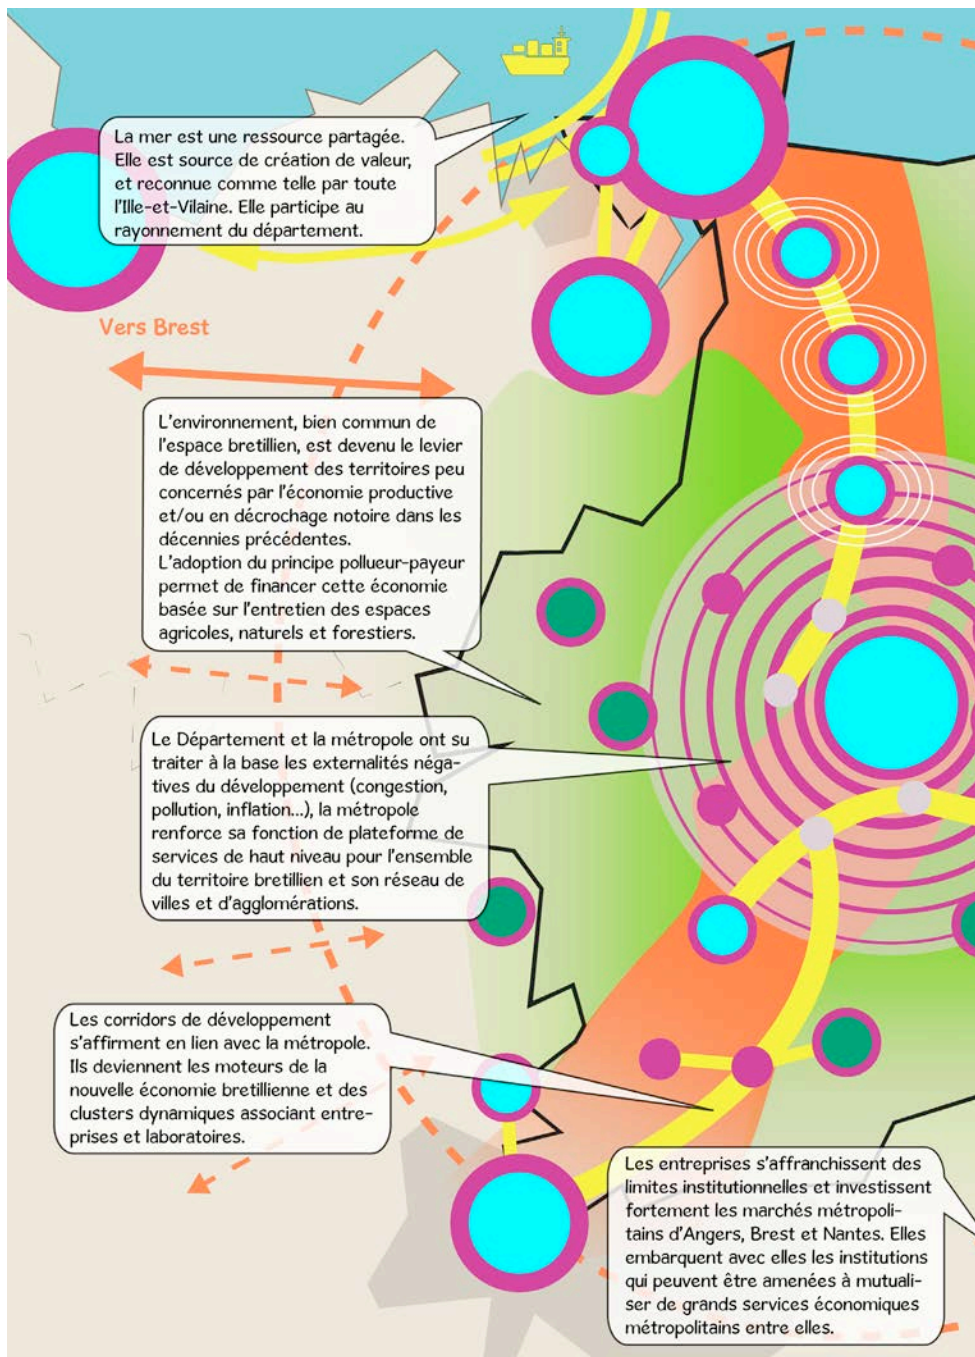 La mer est une ressource partagée.
Elle est source de création de valeur,
et reconnue comme telle par toute
l'Ille-et-Vilaine. Elle participe au
rayonnement du département.
Vers Brest
L'environnement, bien commun de
l'espace bretillien, est devenu le levier
de développement des territoires peu
concernés par l'économie productive
et/ou en décrochage notoire dans les
décennies précédentes.
L'adoption du principe pollueur-payeur
permet de financer cette économie
basée sur l'entretien des espaces
agricoles, naturels et forestiers.
Le Département et la métropole ont su
traiter à la base les externalités néga-
tives du développement (congestion,
pollution, inflation...), la métropole
renforce sa fonction de plateforme de
services de haut niveau pour l'ensemble
du territoire bretillien et son réseau de
villes et d'agglomérations.
Les corridors de développement
s'affirment en lien avec la métropole.
Ils deviennent les moteurs de la
nouvelle économie bretillienne et des
clusters dynamiques associant entre-
prises et laboratoires.
Les entreprises s'affranchissent des
limites institutionnelles et investissent
fortement les marchés métropoli-
tains d'Angers, Brest et Nantes. Elles
embarquent avec elles les institutions
qui peuvent être amenées à mutuali-
ser de grands services économiques
métropolitains entre elles.